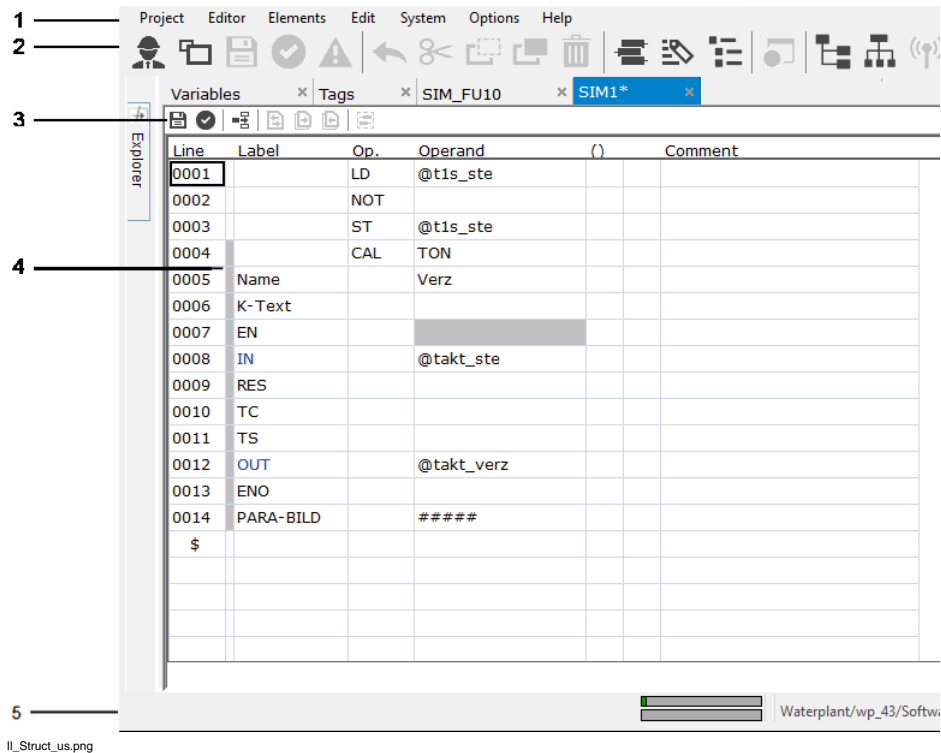 1 Project Editor Elements Edit System Options Help
2
Variables × Tags × SIM_FU10 × SIM1* ×
3
Explorer
Line Label Op. Operand () Comment
0001 LD @t1s_ste
0002 NOT
0003 ST @t1s_ste
0004 CAL TON
4
0005 Name Verz
0006 K-Text
0007 EN
0008 IN @takt_ste
0009 RES
0010 TC
0011 TS
0012 OUT @takt_verz
0013 ENO
0014 PARA-BILD #####
$
5 Waterplant/wp_43/Softwa
II_Struct_us.png